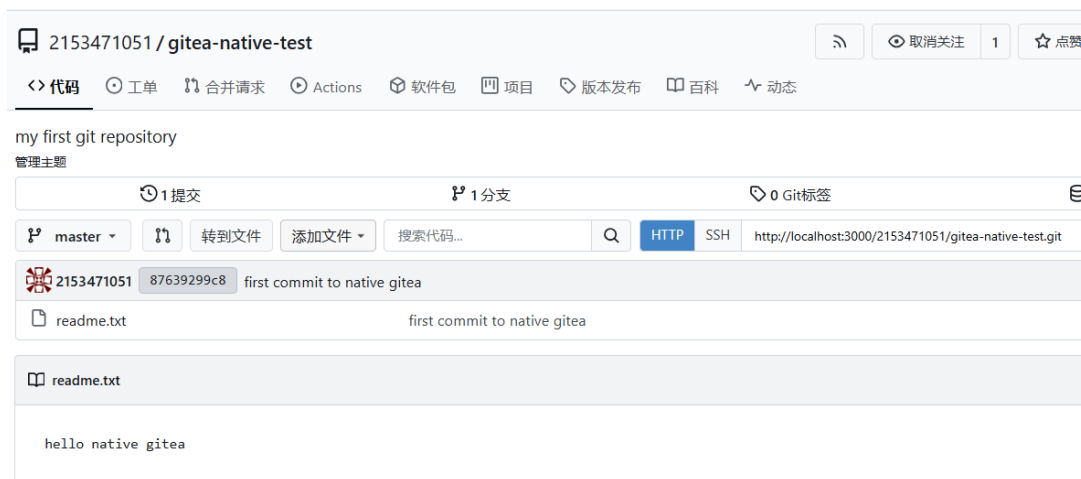 2153471051 / gitea-native-test 取消关注 1 点赞
代码 工单 合并请求 Actions 软件包 项目 版本发布 百科 动态
my first git repository
管理主题
1 提交 1 分支 0 Git标签
master 转到文件 添加文件 搜索代码... HTTP SSH http://localhost:3000/2153471051/gitea-native-test.git
2153471051 87639299c8 first commit to native gitea
readme.txt first commit to native gitea
readme.txt
hello native gitea